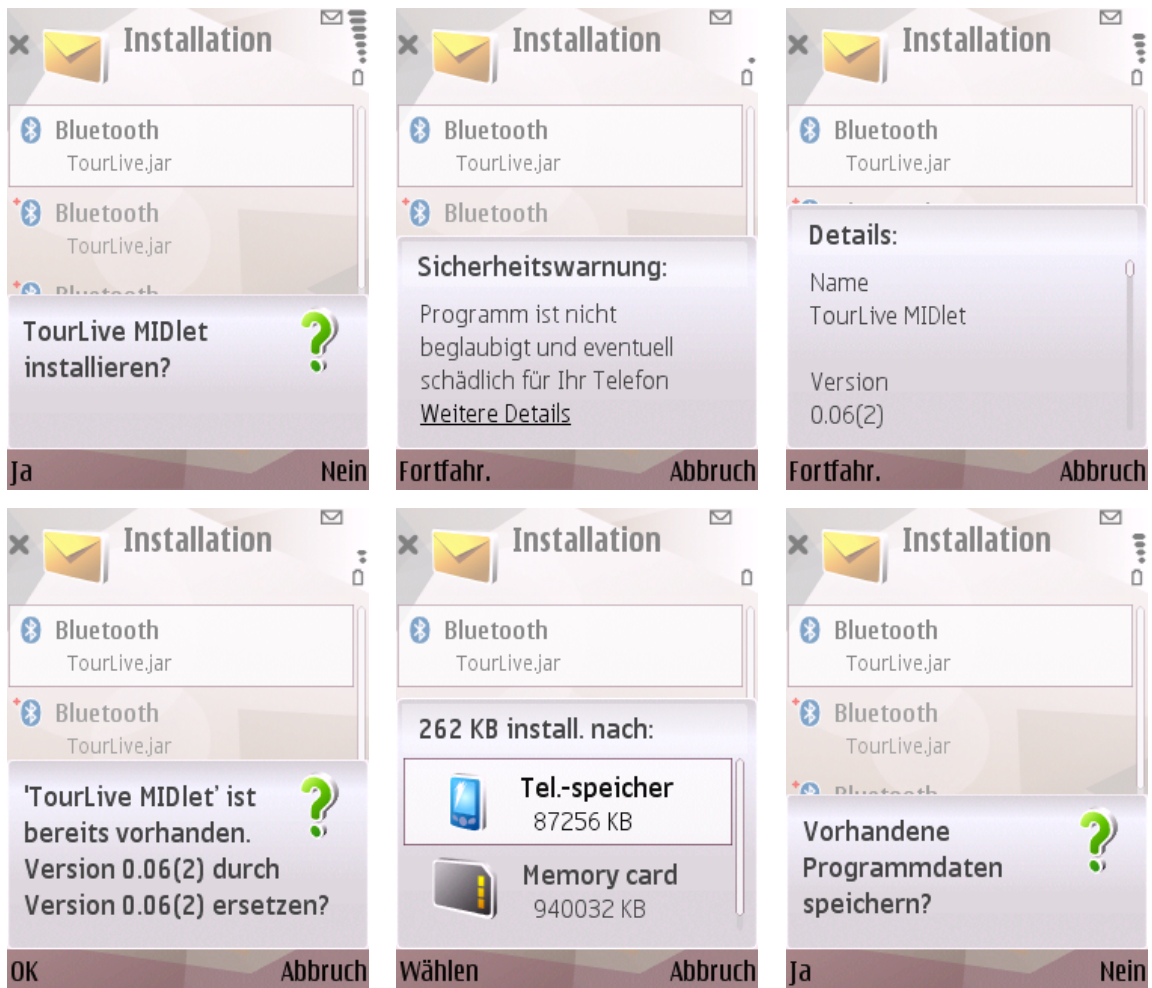 Installation
Bluetooth
TourLive.jar
Bluetooth
TourLive.jar
Bluetooth
TourLive MIDlet
installieren?
Ja Nein
Installation
Bluetooth
TourLive.jar
Bluetooth
Sicherheitswarnung:
Programm ist nicht
beglaubigt und eventuell
schädlich für Ihr Telefon
Weitere Details
Fortfahr. Abbruch
Installation
Bluetooth
TourLive.jar
Details:
Name
TourLive MIDlet
Version
0.06(2)
Fortfahr. Abbruch
Installation
Bluetooth
TourLive.jar
Bluetooth
TourLive.jar
'TourLive MIDlet' ist
bereits vorhanden.
Version 0.06(2) durch
Version 0.06(2) ersetzen?
OK Abbruch
Installation
Bluetooth
TourLive.jar
262 KB install. nach:
Tel.-speicher
87256 KB
Memory card
940032 KB
Wählen Abbruch
Installation
Bluetooth
TourLive.jar
Bluetooth
TourLive.jar
Bluetooth
Vorhandene
Programmdaten
speichern?
Ja Nein